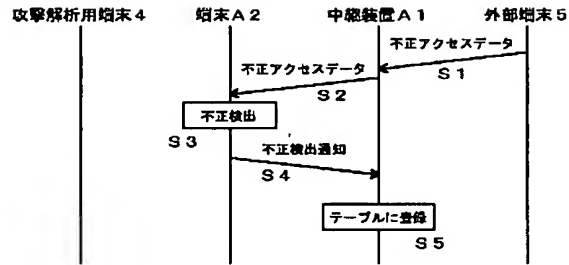 攻撃解析用端末4 端末A2 中継装置A1 外部端末5
不正アクセスデータ
S1
不正アクセスデータ
S2
不正検出
S3
不正検出通知
S4
テーブルに登録
S5